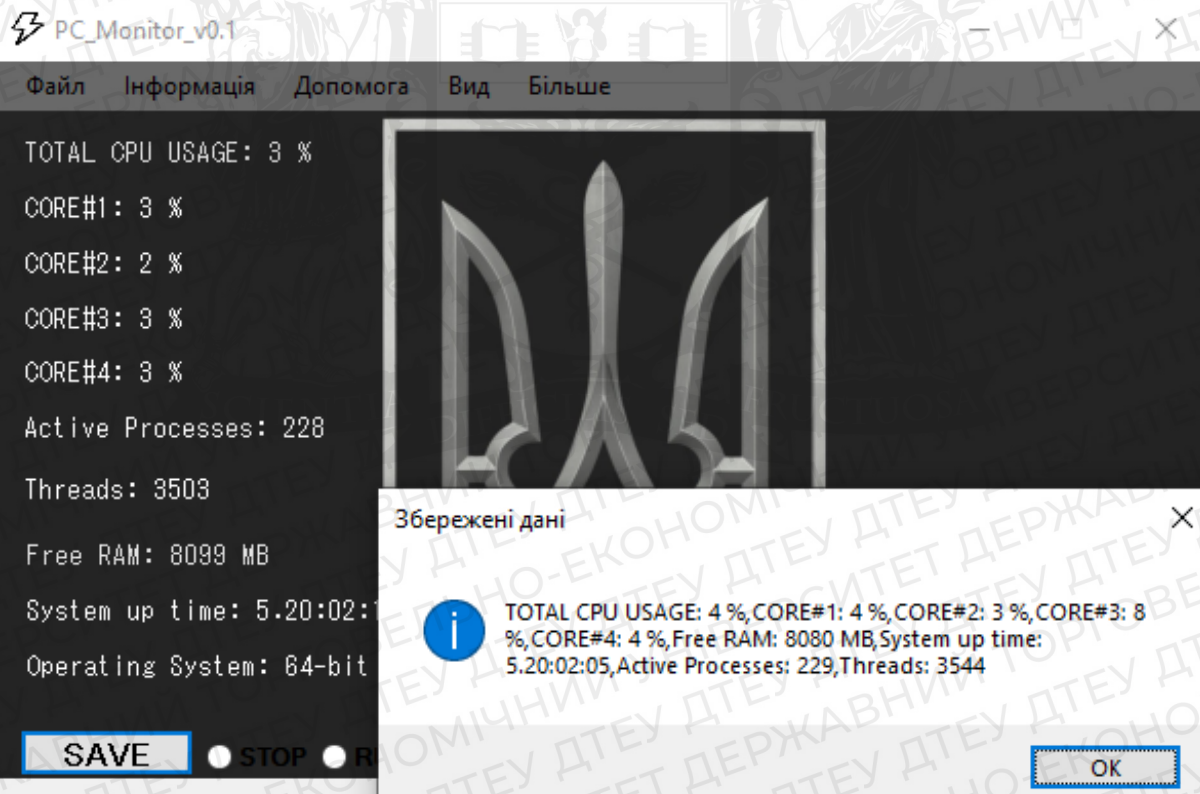 PC_Monitor_v0.1
Файл Інформація Допомога Вид Більше
TOTAL CPU USAGE: 3 %
CORE#1: 3 %
CORE#2: 2 %
CORE#3: 3 %
CORE#4: 3 %
Active Processes: 228
Threads: 3503
Free RAM: 8099 MB
System up time: 5.20:02:
Operating System: 64-bit
SAVE STOP
Збережені дані
TOTAL CPU USAGE: 4 %,CORE#1: 4 %,CORE#2: 3 %,CORE#3: 8
%,CORE#4: 4 %,Free RAM: 8080 MB,System up time:
5.20:02:05,Active Processes: 229,Threads: 3544
OK